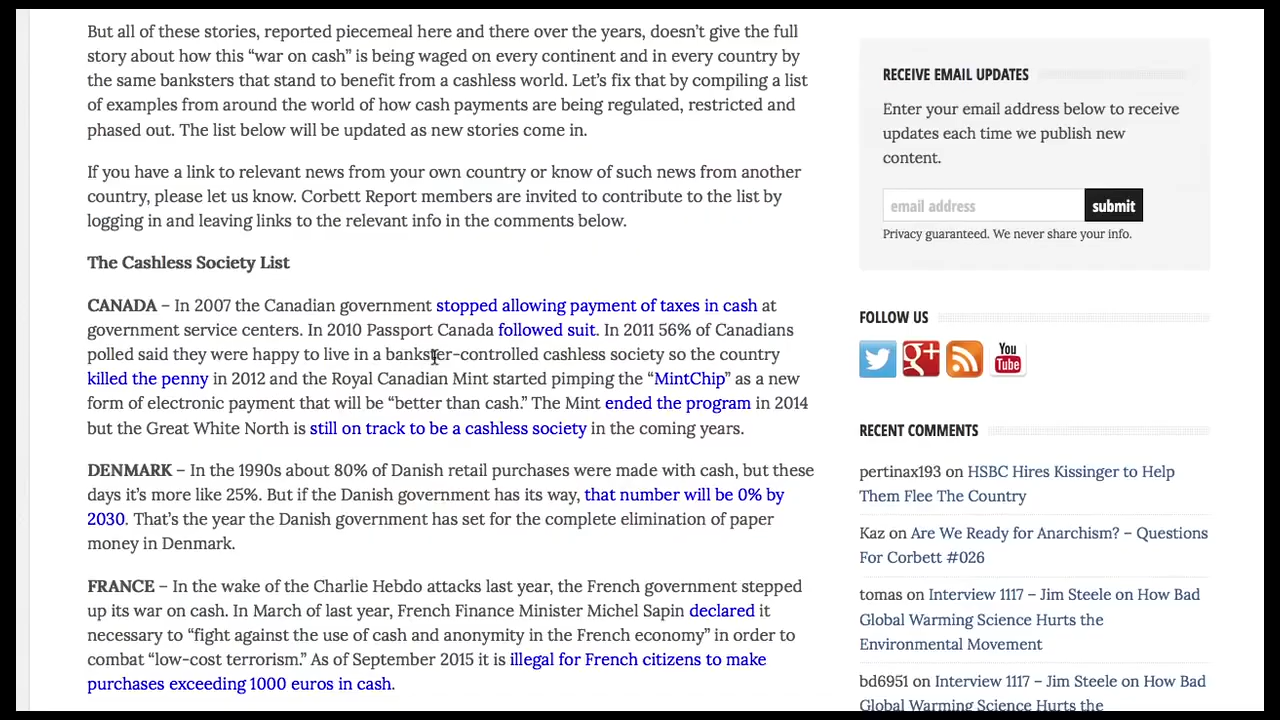 But all of these stories, reported piecemeal here and there over the years, doesn’t give the full
story about how this “war on cash” is being waged on every continent and in every country by
the same banksters that stand to benefit from a cashless world. Let’s fix that by compiling a list
of examples from around the world of how cash payments are being regulated, restricted and
phased out. The list below will be updated as new stories come in.
If you have a link to relevant news from your own country or know of such news from another
country, please let us know. Corbett Report members are invited to contribute to the list by
logging in and leaving links to the relevant info in the comments below.
The Cashless Society List
CANADA – In 2007 the Canadian government stopped allowing payment of taxes in cash at
government service centers. In 2010 Passport Canada followed suit. In 2011 56% of Canadians
polled said they were happy to live in a bankster-controlled cashless society so the country
killed the penny in 2012 and the Royal Canadian Mint started pimping the “MintChip” as a new
form of electronic payment that will be “better than cash.” The Mint ended the program in 2014
but the Great White North is still on track to be a cashless society in the coming years.
DENMARK – In the 1990s about 80% of Danish retail purchases were made with cash, but these
days it’s more like 25%. But if the Danish government has its way, that number will be 0% by
2030. That’s the year the Danish government has set for the complete elimination of paper
money in Denmark.
FRANCE – In the wake of the Charlie Hebdo attacks last year, the French government stepped
up its war on cash. In March of last year, French Finance Minister Michel Sapin declared it
necessary to “fight against the use of cash and anonymity in the French economy” in order to
combat “low-cost terrorism.” As of September 2015 it is illegal for French citizens to make
purchases exceeding 1000 euros in cash.
RECEIVE EMAIL UPDATES
Enter your email address below to receive
updates each time we publish new
content.
email address submit
Privacy guaranteed. We never share your info.
FOLLOW US
g+ You Tube
RECENT COMMENTS
pertinax193 on HSBC Hires Kissinger to Help
Them Flee The Country
Kaz on Are We Ready for Anarchism? – Questions
For Corbett #026
tomas on Interview 1117 – Jim Steele on How Bad
Global Warming Science Hurts the
Environmental Movement
bd6951 on Interview 1117 – Jim Steele on How Bad
Global Warming Science Hurts the